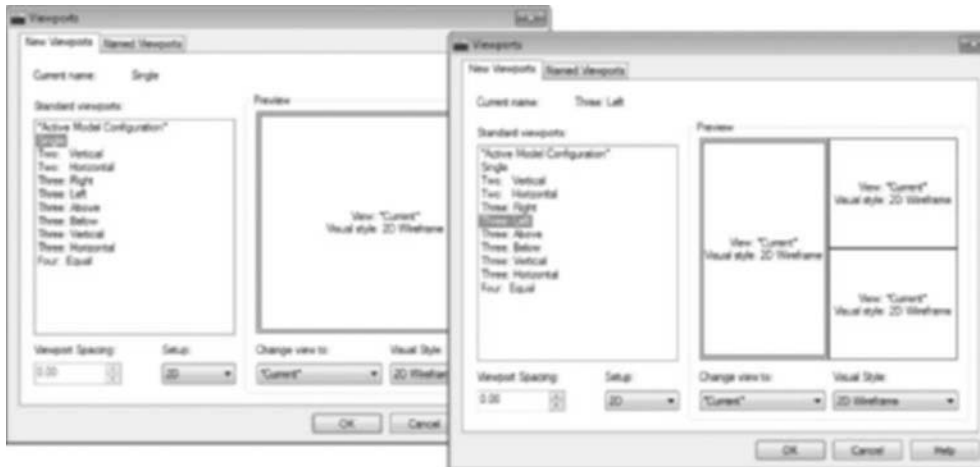 Viewports
New Viewports Named Viewports
Current name: Single
Standard viewports:
*Active Model Configuration*
Single
Two: Vertical
Two: Horizontal
Three: Right
Three: Left
Three: Above
Three: Below
Three: Vertical
Three: Horizontal
Four: Equal
Preview
View: *Current*
Visual style: 2D Wireframe
Viewport Spacing:
0.00
Setup:
2D
Change view to:
*Current*
Visual Style:
2D Wirefram
OK Cancel
Viewports
New Viewports Named Viewports
Current name: Three: Left
Standard viewports:
*Active Model Configuration*
Single
Two: Vertical
Two: Horizontal
Three: Right
Three: Left
Three: Above
Three: Below
Three: Vertical
Three: Horizontal
Four: Equal
Preview
View: *Current*
Visual style: 2D Wireframe
View: *Current*
Visual style: 2D Wireframe
View: *Current*
Visual style: 2D Wireframe
Viewport Spacing:
0.00
Setup:
2D
Change view to:
*Current*
Visual Style:
2D Wireframe
OK Cancel Help